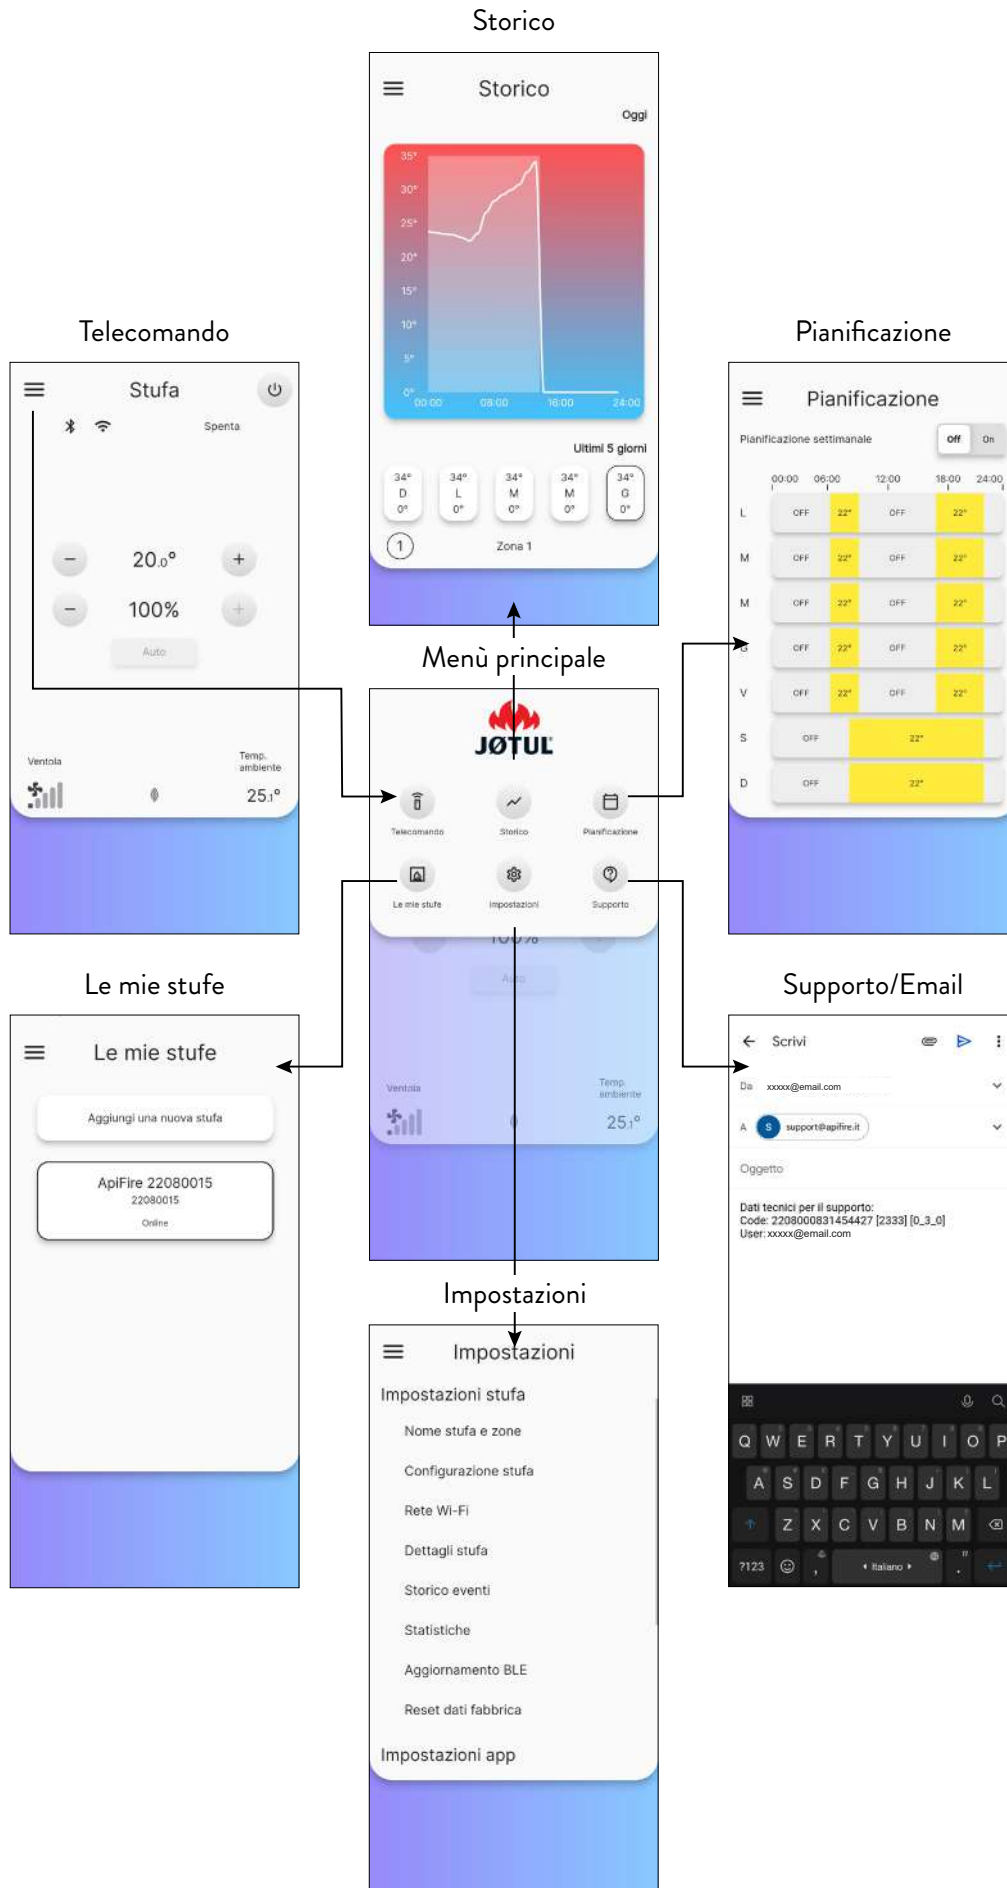 Storico
Storico
Oggi
35°
30°
25°
20°
15°
10°
5°
0°
00:00 08:00 16:00 24:00
Ultimi 5 giorni
34° 34° 34° 34° 34°
D L M M G
0° 0° 0° 0° 0°
1 Zona 1
Telecomando
Stufa
Spenta
20.0°
100%
Auto
Ventola
Temp.
ambiente
25.1°
Pianificazione
Pianificazione
Pianificazione settimanale Off On
00:00 06:00 12:00 18:00 24:00
L OFF 22° OFF 22°
M OFF 22° OFF 22°
M OFF 22° OFF 22°
G OFF 22° OFF 22°
V OFF 22° OFF 22°
S OFF 22°
D OFF 22°
Menù principale
JØTUL
Telecomando Storico Pianificazione
Le mie stufe Impostazioni Supporto
100%
Auto
Ventola
Temp.
ambiente
25.1°
Le mie stufe
Le mie stufe
Aggiungi una nuova stufa
ApiFire 22080015
22080015
Online
Supporto/Email
Scrivi
Da xxxxx@email.com
A S support@apifire.it
Oggetto
Dati tecnici per il supporto:
Code: 2208000831454427 [2333] [0_3_0]
User: xxxxx@email.com
Q W E R T Y U I O P
A S D F G H J K L
Z X C V B N M
?123 , Italiano .
Impostazioni
Impostazioni
Impostazioni stufa
Nome stufa e zone
Configurazione stufa
Rete Wi-Fi
Dettagli stufa
Storico eventi
Statistiche
Aggiornamento BLE
Reset dati fabbrica
Impostazioni app